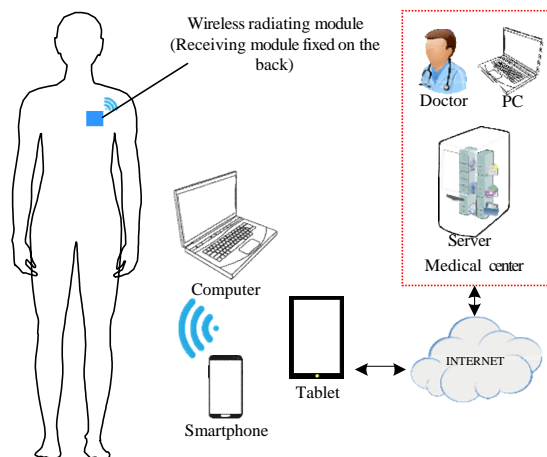 Wireless radiating module
(Receiving module fixed on the
back)
Doctor
PC
Server
Medical center
Computer
INTERNET
Tablet
Smartphone